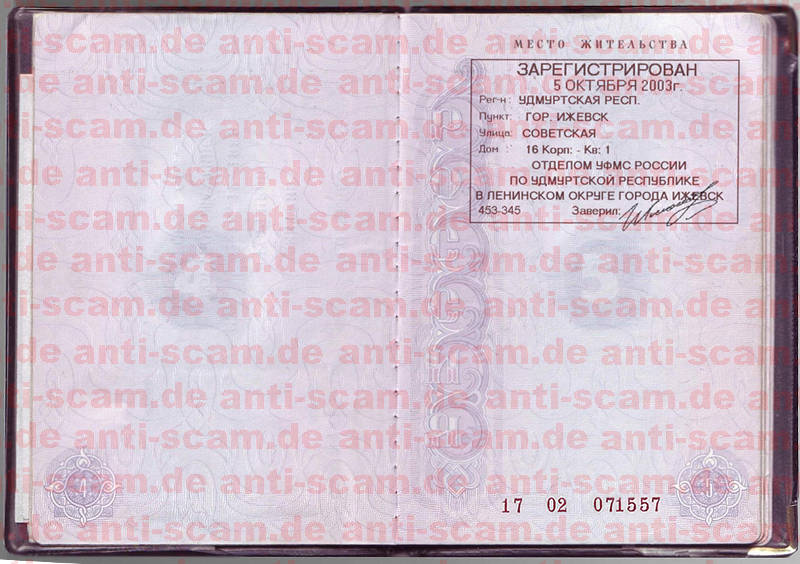 anti-scam.de
МЕСТО ЖИТЕЛЬСТВА
ЗАРЕГИСТРИРОВАН
5 ОКТЯБРЯ 2003г.
Рег-н: УДМУРТСКАЯ РЕСП.
Пункт: ГОР. ИЖЕВСК
Улица: СОВЕТСКАЯ
Дом : 16 Корп: - Кв: 1
ОТДЕЛОМ УФМС РОССИИ
ПО УДМУРТСКОЙ РЕСПУБЛИКЕ
В ЛЕНИНСКОМ ОКРУГЕ ГОРОДА ИЖЕВСК
453-345 Заверил:
4
5
17 02 071557